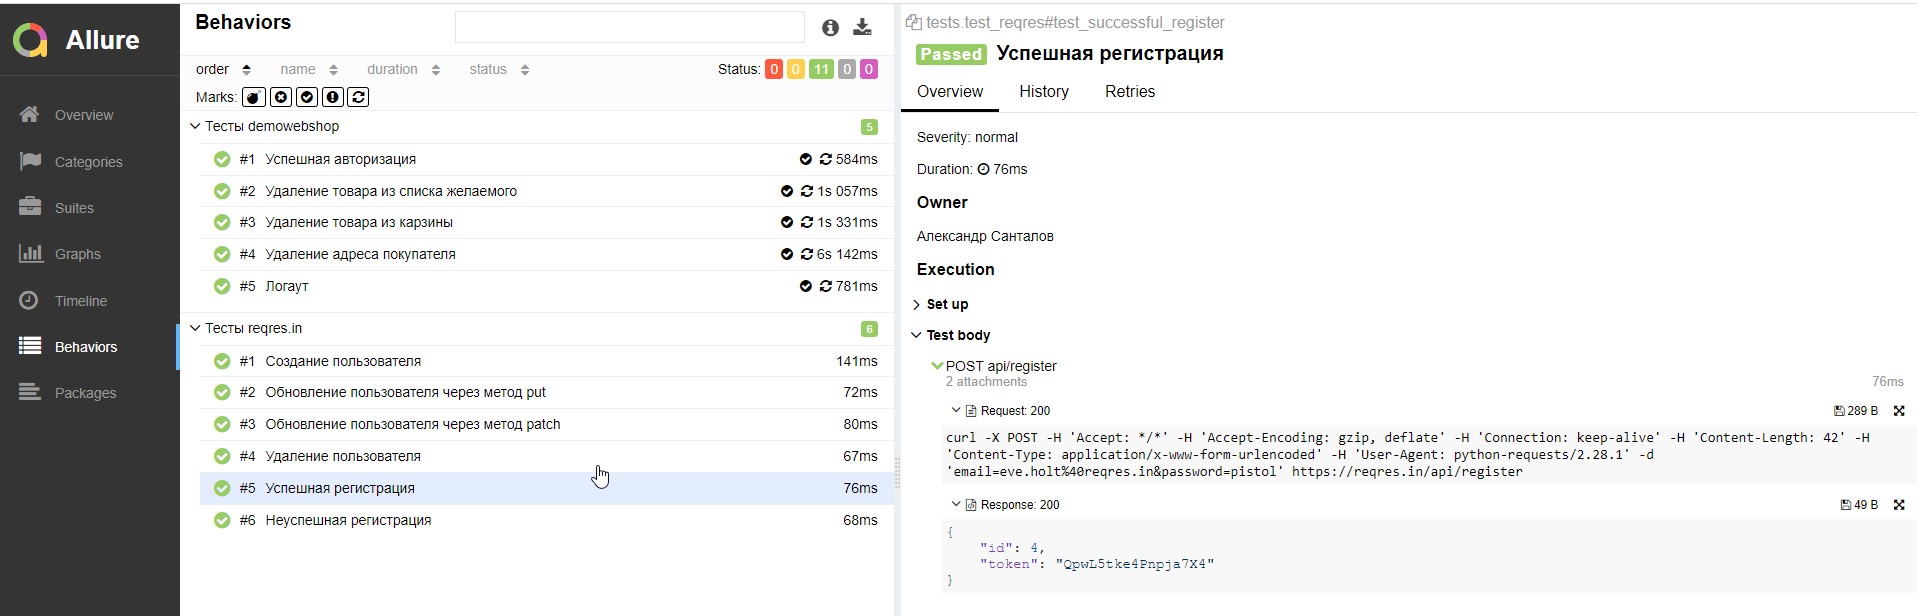 Allure
Overview
Categories
Suites
Graphs
Timeline
Behaviors
Packages
Behaviors
order name duration status Status: 0 0 11 0 0
Marks:
Тесты demowebshop 5
#1 Успешная авторизация 584ms
#2 Удаление товара из списка желаемого 1s 057ms
#3 Удаление товара из карзины 1s 331ms
#4 Удаление адреса покупателя 6s 142ms
#5 Логаут 781ms
Тесты reqres.in 6
#1 Создание пользователя 141ms
#2 Обновление пользователя через метод put 72ms
#3 Обновление пользователя через метод patch 80ms
#4 Удаление пользователя 67ms
#5 Успешная регистрация 76ms
#6 Неуспешная регистрация 68ms
tests.test_reqres#test_successful_register
Passed Успешная регистрация
Overview History Retries
Severity: normal
Duration: 76ms
Owner
Александр Санталов
Execution
Set up
Test body
POST api/register
2 attachments 76ms
Request: 200 289 B
curl -X POST -H 'Accept: */*' -H 'Accept-Encoding: gzip, deflate' -H 'Connection: keep-alive' -H 'Content-Length: 42' -H
'Content-Type: application/x-www-form-urlencoded' -H 'User-Agent: python-requests/2.28.1' -d
'email=eve.holt%40reqres.in&password=pistol' https://reqres.in/api/register
Response: 200 49 B
{
"id": 4,
"token": "QpwL5tke4Pnpja7X4"
}